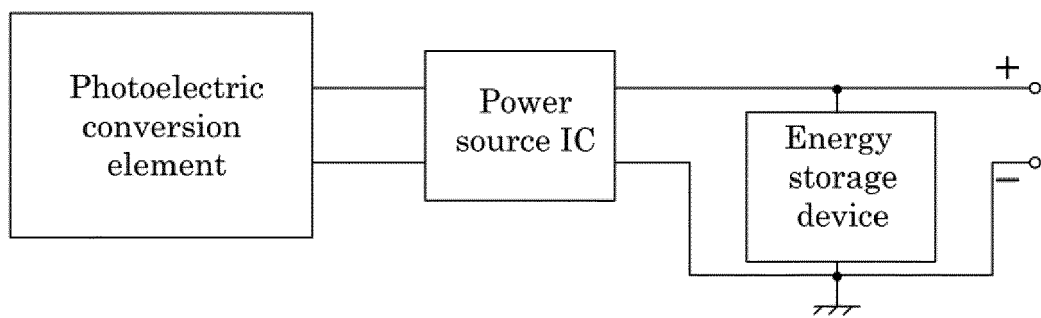 Photoelectric
conversion
element
Power
source IC
Energy
storage
device
+
−